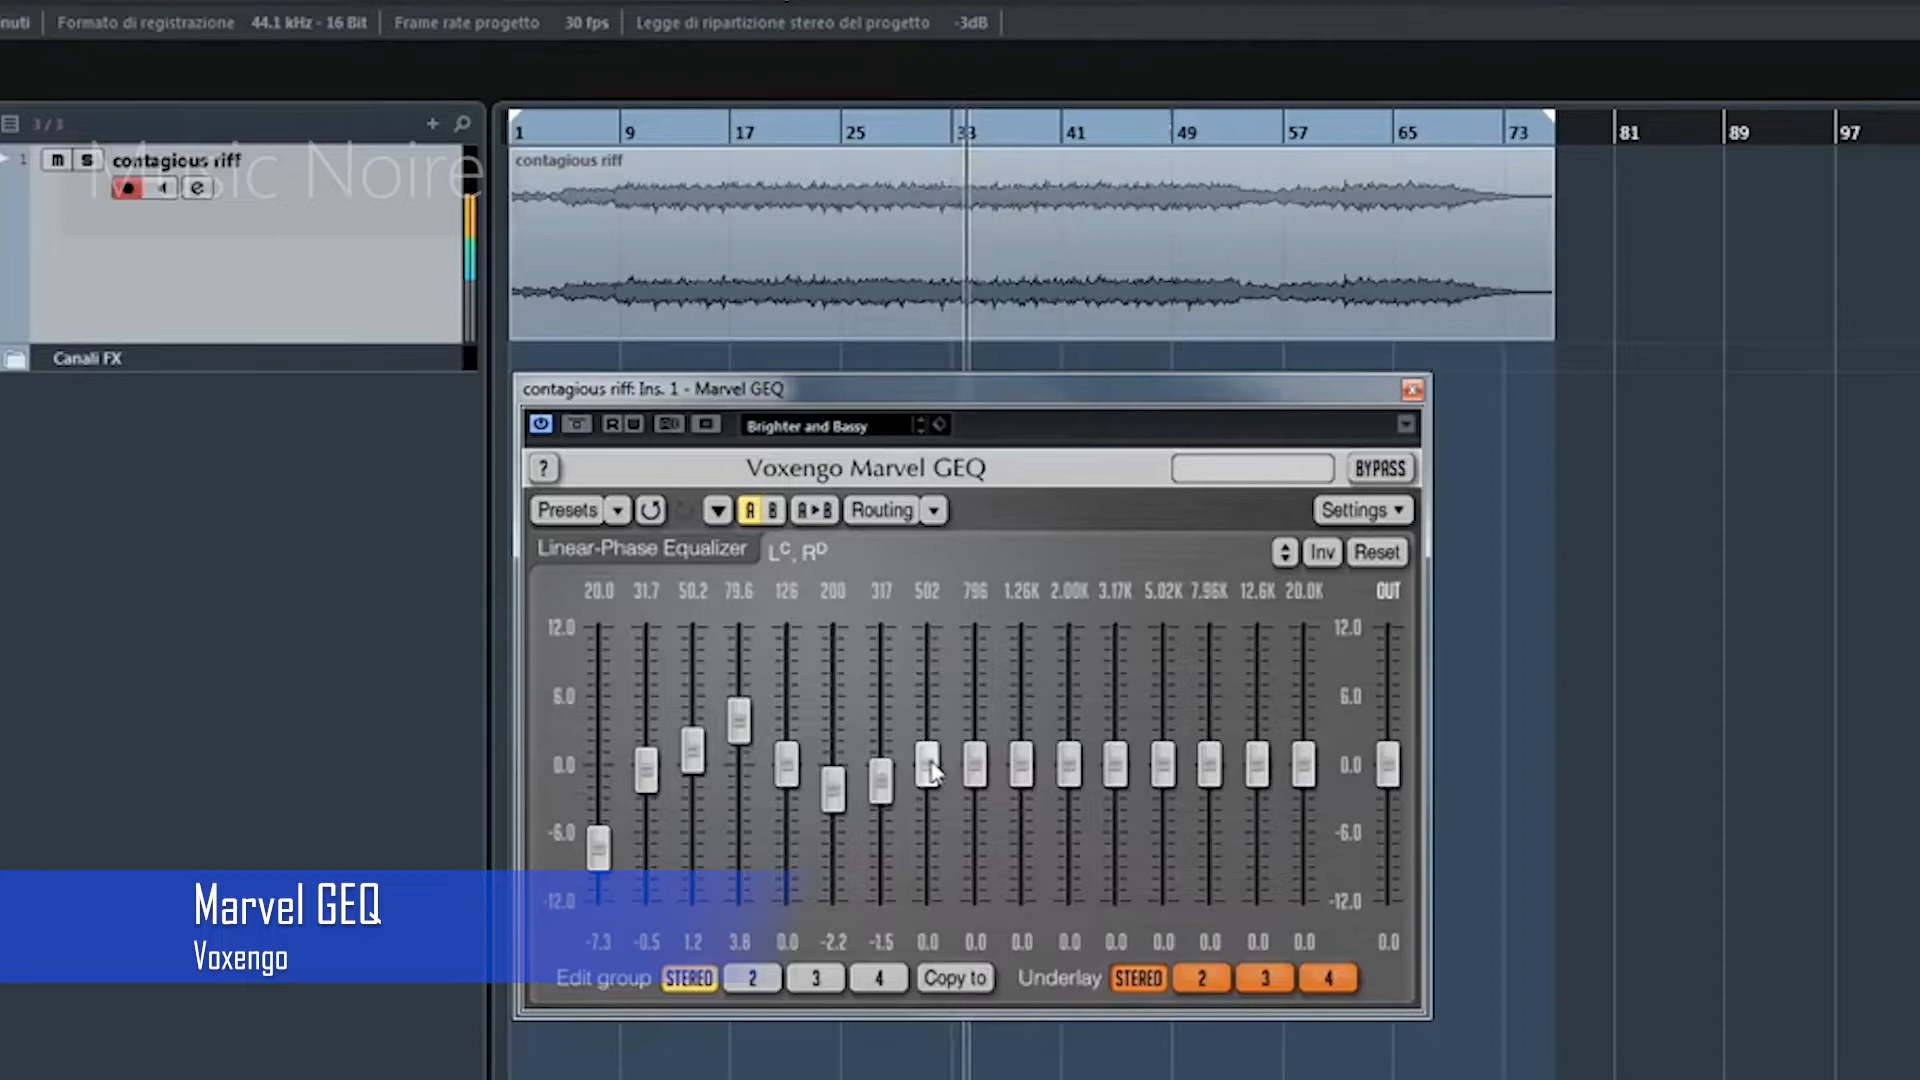 nuti Formato di registrazione 44.1 kHz - 16 Bit Frame rate progetto 30 fps Legge di ripartizione stereo del progetto -3dB
3 / 3 +
1 9 17 25 33 41 49 57 65 73 81 89 97
1 m S contagious riff
Music Noire
e
contagious riff
Canali FX
contagious riff: Ins. 1 - Marvel GEQ
R W Brighter and Bassy
? Voxengo Marvel GEQ BYPASS
Presets A B A▸B Routing Settings
Linear-Phase Equalizer LC, RD Inv Reset
20.0 31.7 50.2 79.6 126 200 317 502 796 1.26K 2.00K 3.17K 5.02K 7.96K 12.6K 20.0K OUT
12.0 12.0
6.0 6.0
0.0 0.0
-6.0 -6.0
-12.0 -12.0
-7.3 -0.5 1.2 3.8 0.0 -2.2 -1.5 0.0 0.0 0.0 0.0 0.0 0.0 0.0 0.0 0.0 0.0
Edit group STEREO 2 3 4 Copy to Underlay STEREO 2 3 4
Marvel GEQ
Voxengo